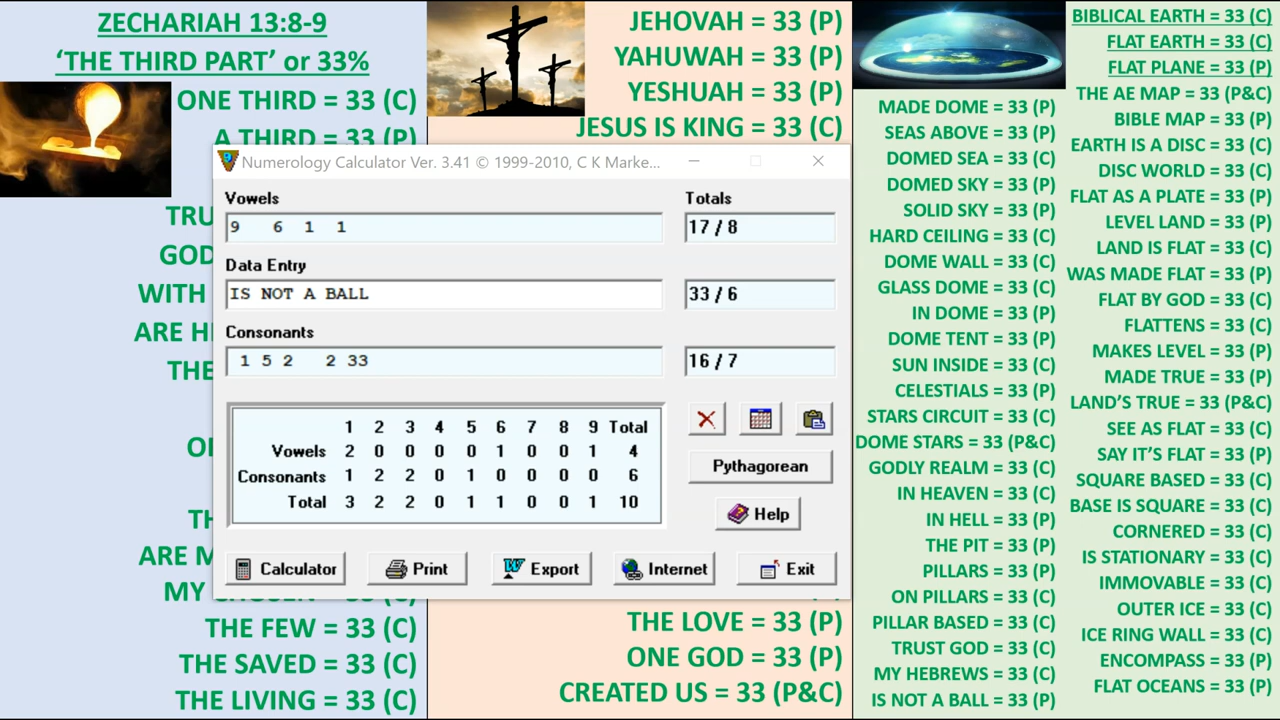 ZECHARIAH 13:8-9
‘THE THIRD PART’ or 33%
ONE THIRD = 33 (C)
A THIRD = 33 (P)
GOD
WITH
ARE
THE
ARE
MY
THE FEW = 33 (C)
THE SAVED = 33 (C)
THE LIVING = 33 (C)
JEHOVAH = 33 (P)
YAHUWAH = 33 (P)
YESHUAH = 33 (P)
JESUS IS KING = 33 (C)
Numerology Calculator Ver. 3.41 © 1999-2010, C K Marke...
Vowels
Totals
9 6 1 1
17 / 8
Data Entry
IS NOT A BALL
33 / 6
Consonants
1 5 2 2 33
16 / 7
1 2 3 4 5 6 7 8 9 Total
Vowels 2 0 0 0 0 1 0 0 1 4
Consonants 1 2 2 0 1 0 0 0 0 6
Total 3 2 2 0 1 1 0 0 1 10
Pythagorean
Help
Calculator
Print
Export
Internet
Exit
THE LOVE = 33 (P)
ONE GOD = 33 (P)
CREATED US = 33 (P&C)
MADE DOME = 33 (P)
SEAS ABOVE = 33 (C)
DOMED SEA = 33 (C)
DOMED SKY = 33 (P)
SOLID SKY = 33 (P)
HARD CEILING = 33 (C)
DOME WALL = 33 (C)
GLASS DOME = 33 (C)
IN DOME = 33 (P)
DOME TENT = 33 (P)
SUN INSIDE = 33 (C)
CELESTIALS = 33 (P)
STARS CIRCUIT = 33 (C)
DOME STARS = 33 (P&C)
GODLY REALM = 33 (C)
IN HEAVEN = 33 (C)
IN HELL = 33 (P)
THE PIT = 33 (P)
PILLARS = 33 (P)
ON PILLARS = 33 (C)
PILLAR BASED = 33 (C)
TRUST GOD = 33 (C)
MY HEBREWS = 33 (C)
IS NOT A BALL = 33 (P)
BIBLICAL EARTH = 33 (C)
FLAT EARTH = 33 (C)
FLAT PLANE = 33 (P)
THE AE MAP = 33 (P&C)
BIBLE MAP = 33 (P)
EARTH IS A DISC = 33 (C)
DISC WORLD = 33 (C)
FLAT AS A PLATE = 33 (P)
LEVEL LAND = 33 (P)
LAND IS FLAT = 33 (C)
WAS MADE FLAT = 33 (P)
FLAT BY GOD = 33 (C)
FLATTENS = 33 (C)
MAKES LEVEL = 33 (P)
MADE TRUE = 33 (P)
LAND’S TRUE = 33 (P&C)
SEE AS FLAT = 33 (C)
SAY IT’S FLAT = 33 (P)
SQUARE BASED = 33 (C)
BASE IS SQUARE = 33 (C)
CORNERED = 33 (C)
IS STATIONARY = 33 (C)
IMMOVABLE = 33 (C)
OUTER ICE = 33 (C)
ICE RING WALL = 33 (C)
ENCOMPASS = 33 (P)
FLAT OCEANS = 33 (P)